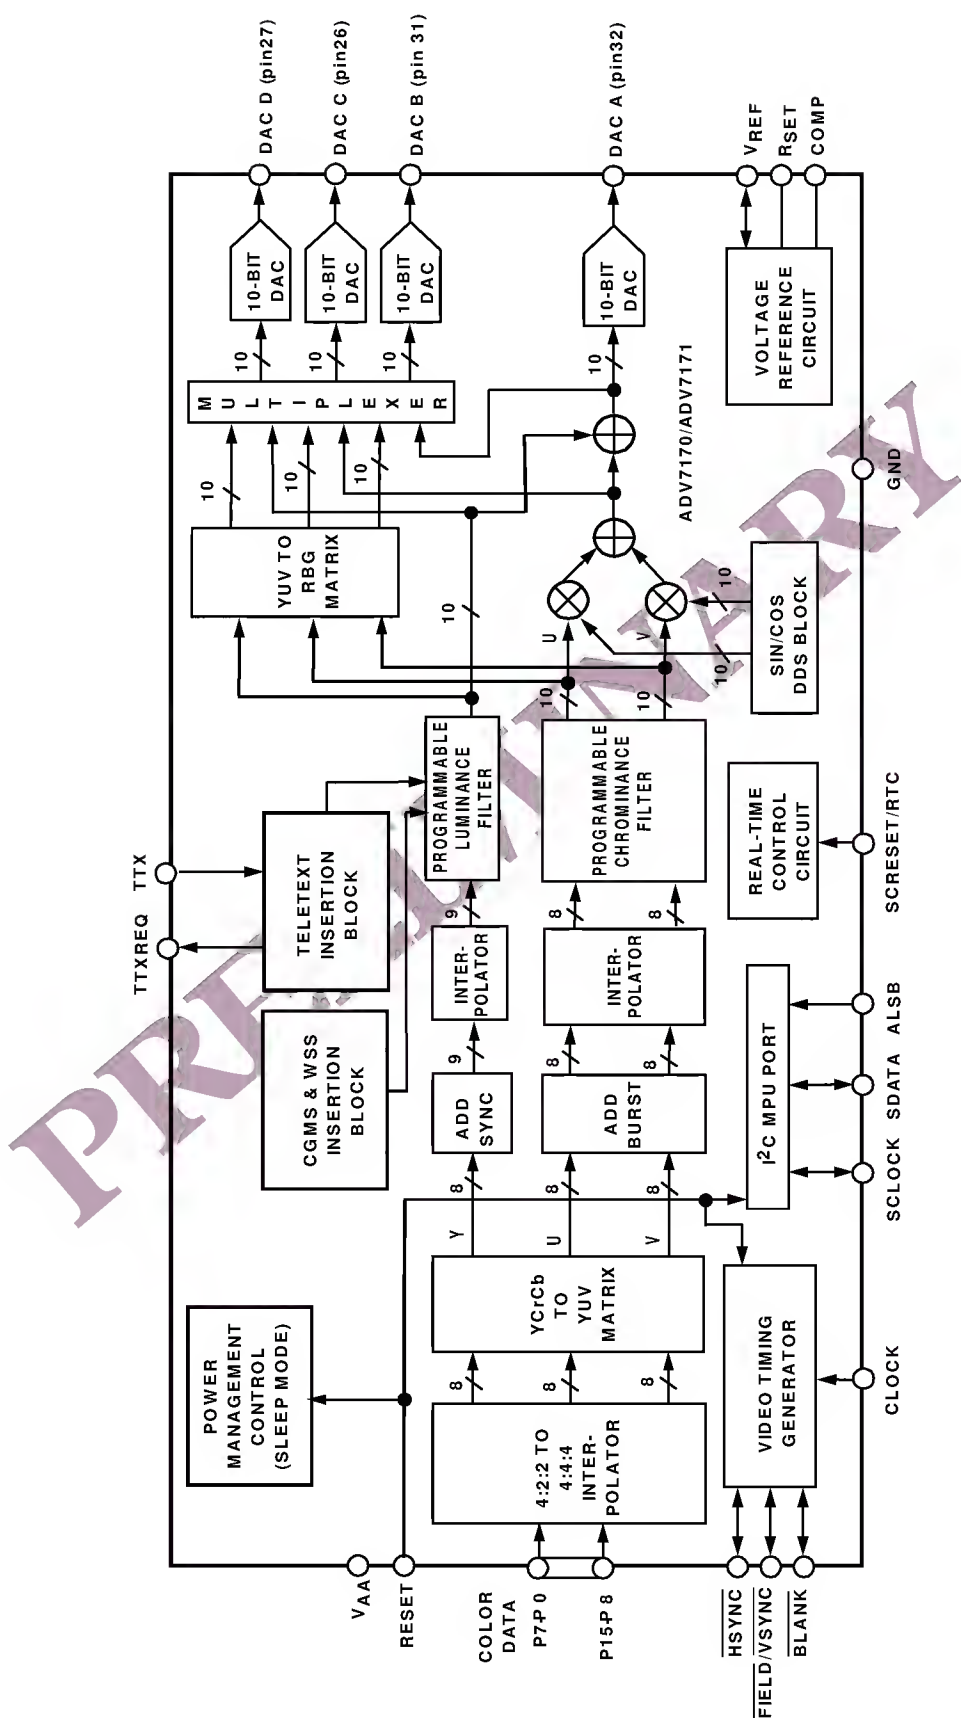 DAC D (pin27)
DAC C (pin26)
DAC B (pin 31)
DAC A (pin32)
VREF
RSET
COMP
10-BIT
DAC
10-BIT
DAC
10-BIT
DAC
10-BIT
DAC
VOLTAGE
REFERENCE
CIRCUIT
10
10
10
10
MULTIPLEXER
ADV7170/ADV7171
GND
10
10
10
YUV TO
RBG
MATRIX
10
U
V
10
10
10
10
SIN/COS
DDS BLOCK
PROGRAMMABLE
LUMINANCE
FILTER
PROGRAMMABLE
CHROMINANCE
FILTER
REAL-TIME
CONTROL
CIRCUIT
SCRESET/RTC
TTX
TTXREQ
TELETEXT
INSERTION
BLOCK
CGMS & WSS
INSERTION
BLOCK
9
8
8
INTER-
POLATOR
INTER-
POLATOR
9
8
8
ADD
SYNC
ADD
BURST
I2C MPU PORT
ALSB
SDATA
SCLOCK
8
8
8
Y
U
V
YCrCb
TO
YUV
MATRIX
8
8
8
4:2:2 TO
4:4:4
INTER-
POLATOR
VIDEO TIMING
GENERATOR
CLOCK
POWER
MANAGEMENT
CONTROL
(SLEEP MODE)
VAA
RESET
COLOR
DATA
P7-P 0
P15-P 8
HSYNC
FIELD/VSYNC
BLANK
PRELIMINARY